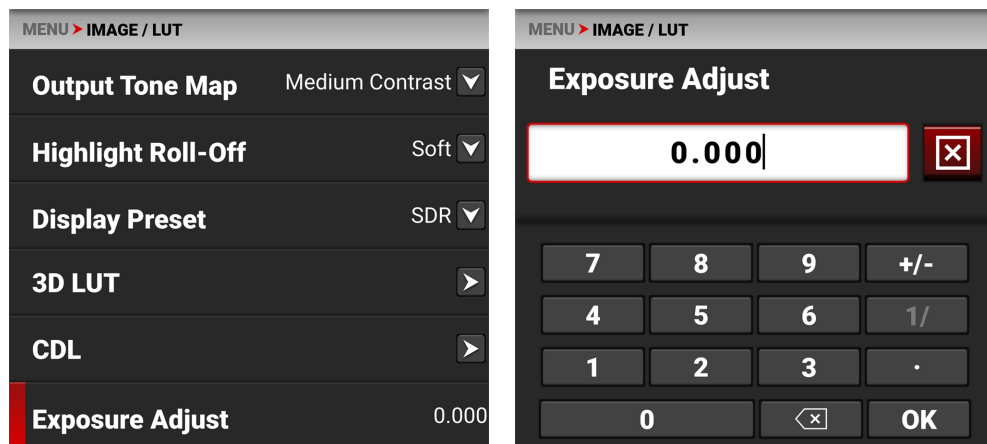 MENU ➤ IMAGE / LUT
Output Tone Map Medium Contrast
Highlight Roll-Off Soft
Display Preset SDR
3D LUT
CDL
Exposure Adjust 0.000
MENU ➤ IMAGE / LUT
Exposure Adjust
0.000
7 8 9 +/-
4 5 6 1/
1 2 3 .
0 OK